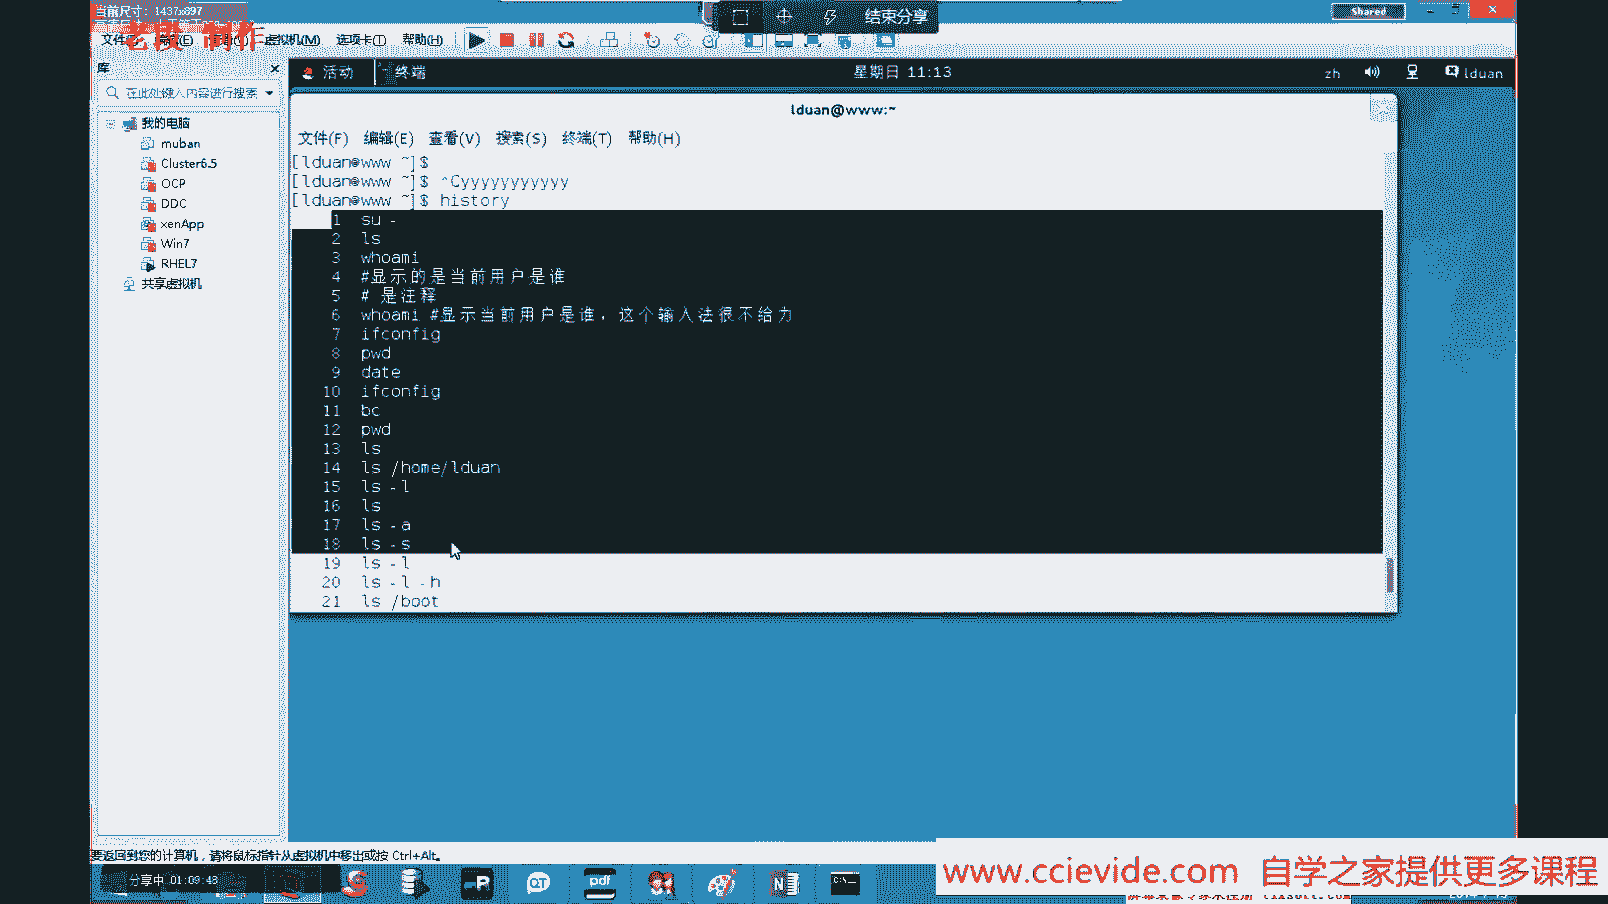 当前尺寸: 1437x897
结束分享
Shared
虚拟机(M) 选项卡(T) 帮助(H)
库
在此处键入内容进行搜索
我的电脑
muban
Cluster6.5
OCP
DDC
xenApp
Win7
RHEL7
共享虚拟机
活动 终端
星期日 11:13
zh lduan
lduan@www:~
文件(F) 编辑(E) 查看(V) 搜索(S) 终端(T) 帮助(H)
[lduan@www ~]$
[lduan@www ~]$ ^Cyyyyyyyyyyy
[lduan@www ~]$ history
1 su -
2 ls
3 whoami
4 #显示的是当前用户是谁
5 # 是注释
6 whoami #显示当前用户是谁，这个输入法很不给力
7 ifconfig
8 pwd
9 date
10 ifconfig
11 bc
12 pwd
13 ls
14 ls /home/lduan
15 ls -l
16 ls
17 ls -a
18 ls -s
19 ls -l
20 ls -l -h
21 ls /boot
要返回到您的计算机，请将鼠标指针从虚拟机中移出或按 Ctrl+Alt。
分享中 01:09:43
QT
pdf
C:\
www.ccievide.com 自学之家提供更多课程